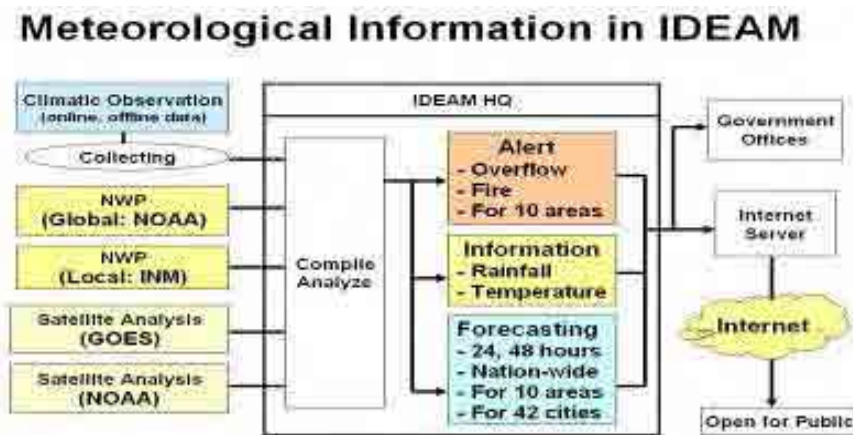 Meteorological Information in IDEAM
Climatic Observation
(online, offline data)
Collecting
NWP
(Global: NOAA)
NWP
(Local: INM)
Satellite Analysis
(GOES)
Satellite Analysis
(NOAA)
IDEAM HQ
Compile
Analyze
Alert
- Overflow
- Fire
- For 10 areas
Information
- Rainfall
- Temperature
Forecasting
- 24, 48 hours
- Nation-wide
- For 10 areas
- For 42 cities
Government
Offices
Internet
Server
Internet
Open for Public